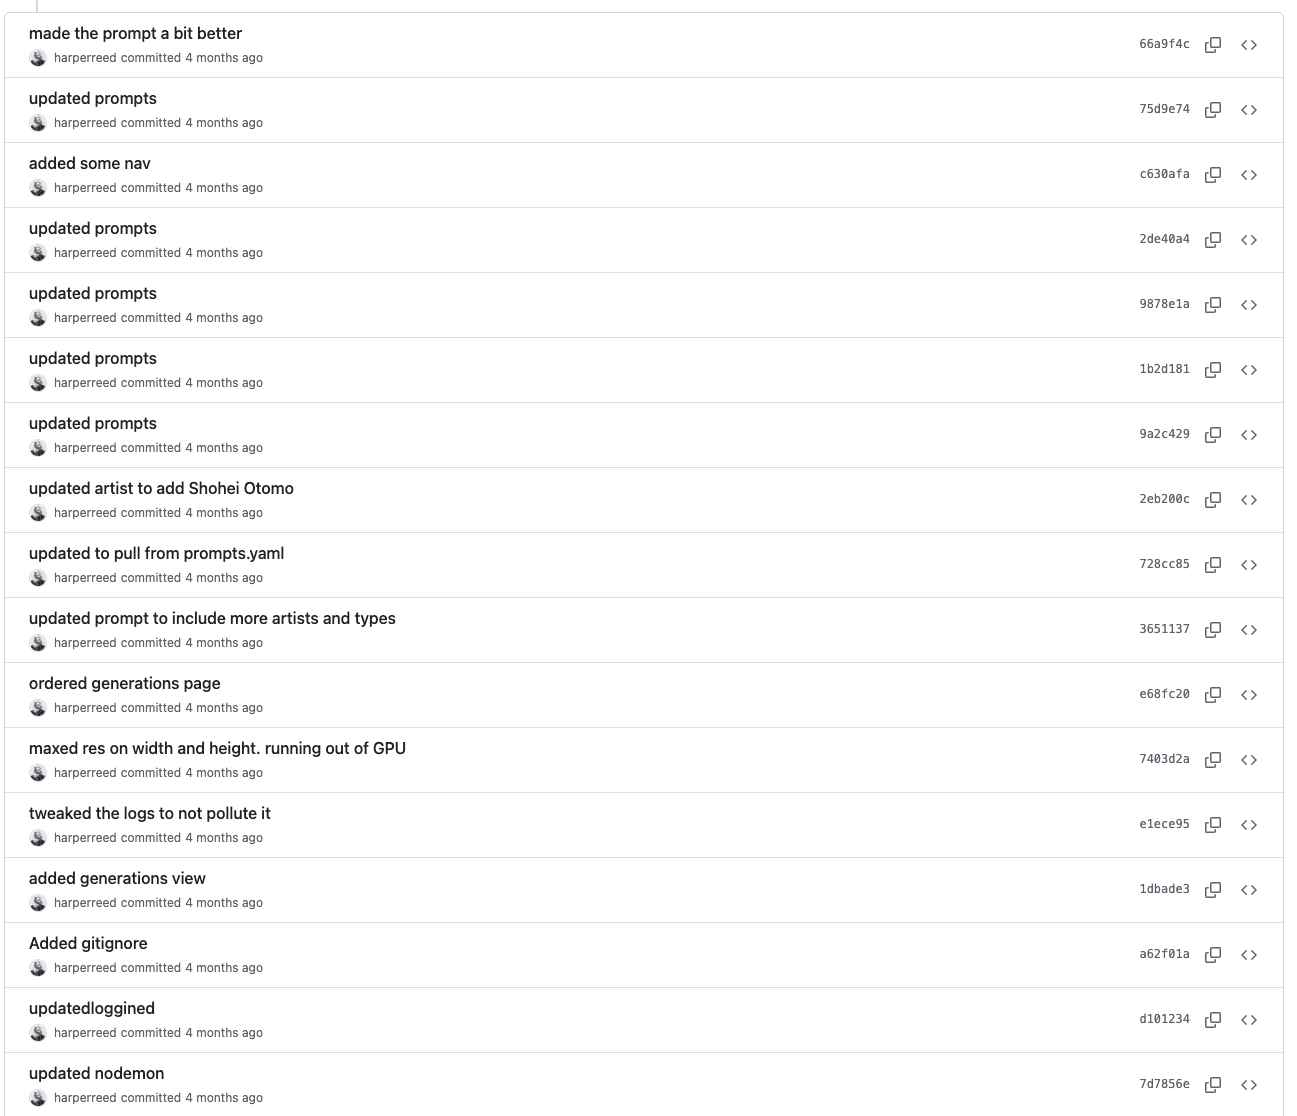 made the prompt a bit better
66a9f4c
harperreed committed 4 months ago
updated prompts
75d9e74
harperreed committed 4 months ago
added some nav
c630afa
harperreed committed 4 months ago
updated prompts
2de40a4
harperreed committed 4 months ago
updated prompts
9878e1a
harperreed committed 4 months ago
updated prompts
1b2d181
harperreed committed 4 months ago
updated prompts
9a2c429
harperreed committed 4 months ago
updated artist to add Shohei Otomo
2eb200c
harperreed committed 4 months ago
updated to pull from prompts.yaml
728cc85
harperreed committed 4 months ago
updated prompt to include more artists and types
3651137
harperreed committed 4 months ago
ordered generations page
e68fc20
harperreed committed 4 months ago
maxed res on width and height. running out of GPU
7403d2a
harperreed committed 4 months ago
tweaked the logs to not pollute it
e1ece95
harperreed committed 4 months ago
added generations view
1dbade3
harperreed committed 4 months ago
Added gitignore
a62f01a
harperreed committed 4 months ago
updatedloggined
d101234
harperreed committed 4 months ago
updated nodemon
7d7856e
harperreed committed 4 months ago